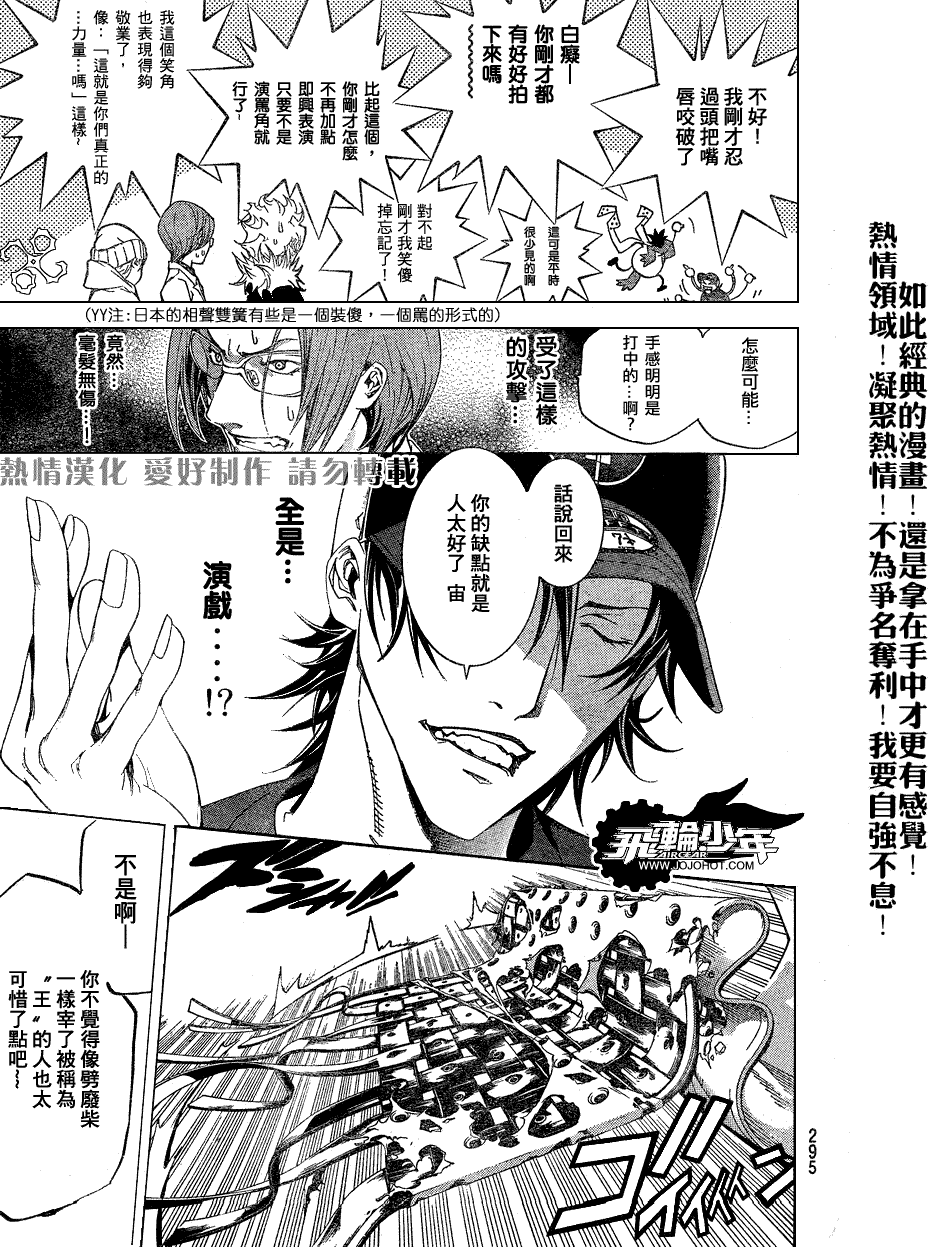 不好！
我剛才忍
過頭把嘴
唇咬破了
白癡—
你剛才都
有好好拍
下來嗎
這可是平時
很少見的啊
對不起
剛才我笑傻
掉忘記了！
比起這個，
你剛才怎麼
不再加點
即興表演
只要不是
演罵角就
行了~
我這個笑角
也表現得夠
敬業了，
像：「這就是你們真正的
…力量…嗎」這樣~
（YY注:日本的相聲雙簧有些是一個裝傻，一個罵的形式的）
怎麼可能…
手感明明是
打中的…啊?
受了這樣
的攻擊…
竟然…
毫髮無傷…!
熱情漢化 愛好制作 請勿轉載
話說回來
你的缺點就是
人太好了 宙
全是…
演戲……!?
飛輪少年
AIR GEAR
WWW.JOJOHOT.COM
不是啊—
你不覺得像劈廢柴
一樣宰了被稱為
〝王〞的人也太
可惜了點吧~
295
如此經典的漫畫！還是拿在手中才更有感覺！
熱情領域！凝聚熱情！不為爭名奪利！我要自強不息！